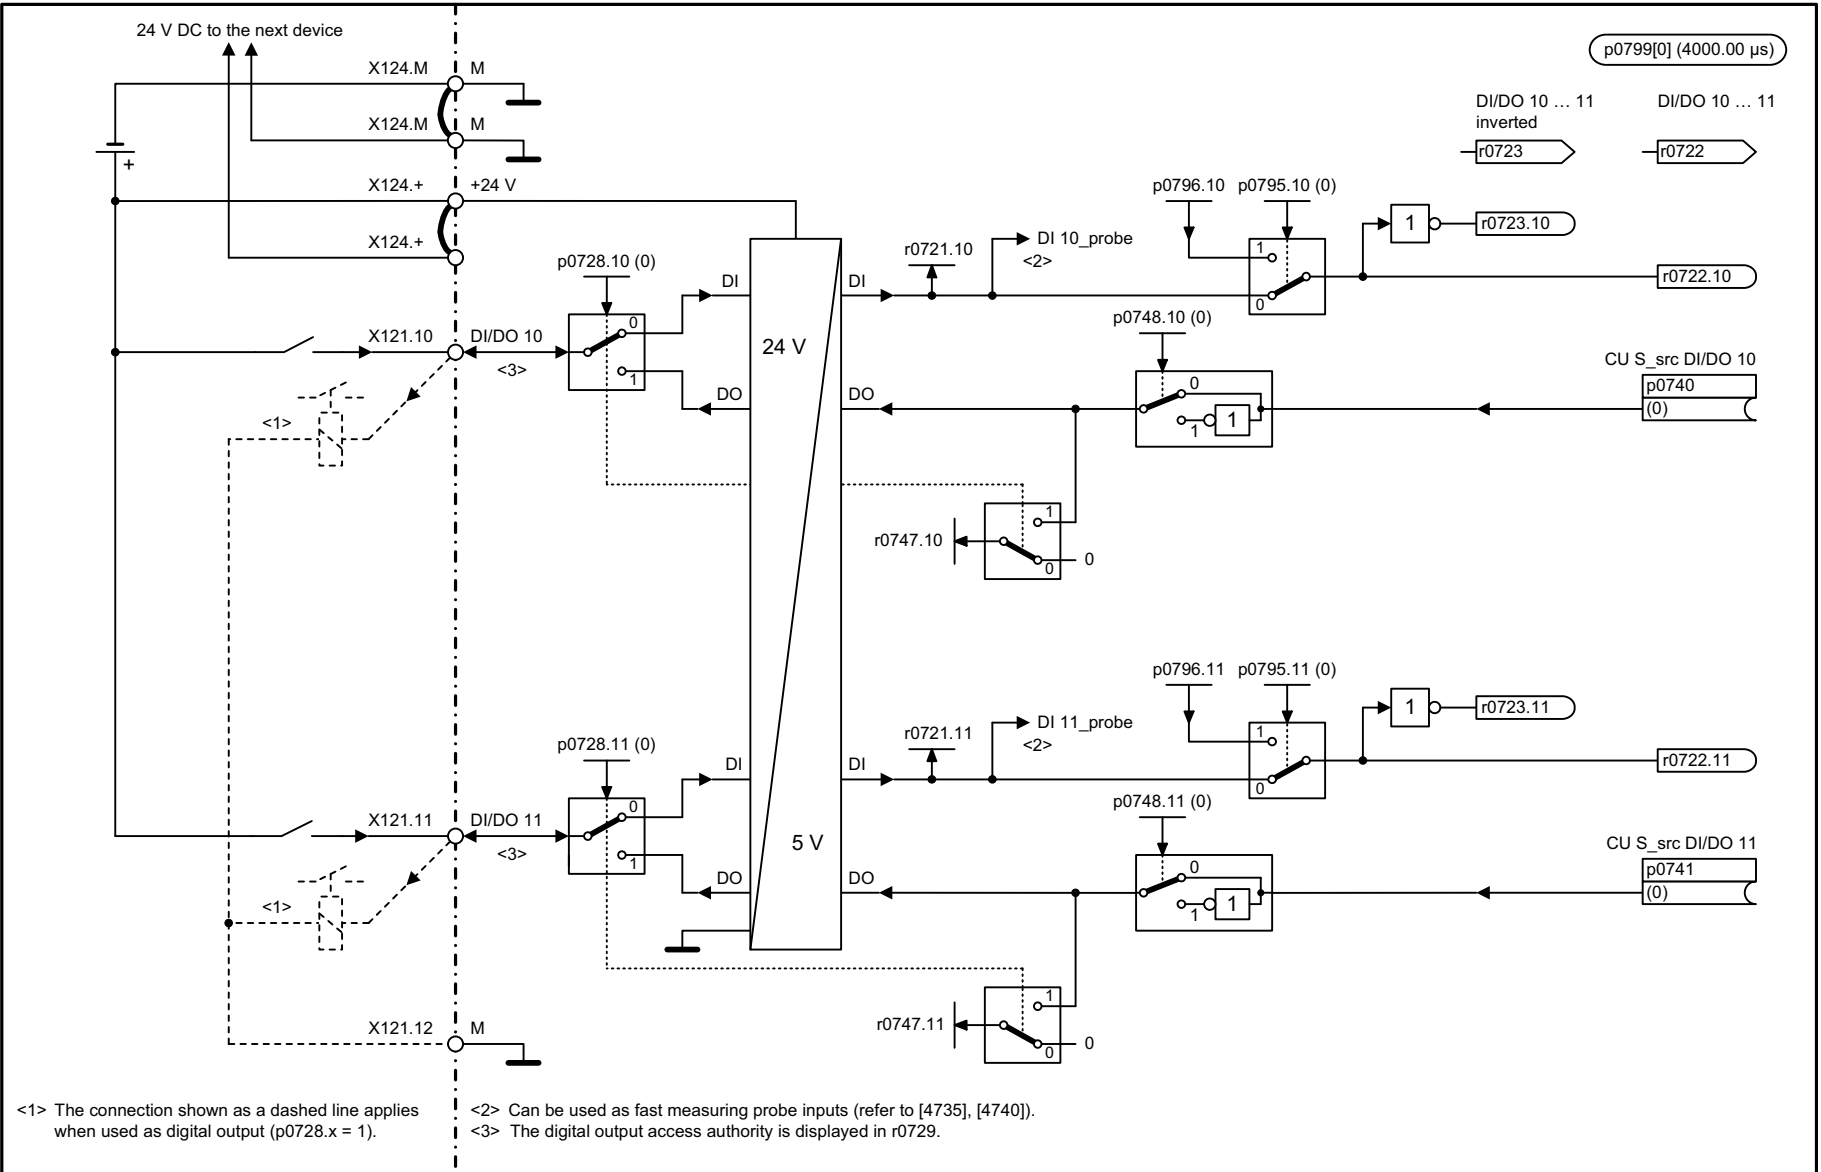 24 V DC to the next device
p0799[0] (4000.00 µs)
X124.M M
X124.M M
DI/DO 10 … 11
inverted
DI/DO 10 … 11
r0723
r0722
+
X124.+ +24 V
X124.+
p0796.10 p0795.10 (0)
1
r0723.10
r0721.10
DI 10_probe
<2>
1
0
r0722.10
p0728.10 (0)
DI
DI
X121.10 DI/DO 10
<3>
0
1
24 V
DO
DO
p0748.10 (0)
0
1
1
CU S_src DI/DO 10
p0740
(0)
<1>
r0747.10
1
0
0
p0796.11 p0795.11 (0)
1
r0723.11
r0721.11
DI 11_probe
<2>
1
0
r0722.11
p0728.11 (0)
DI
DI
X121.11 DI/DO 11
<3>
0
1
5 V
DO
DO
p0748.11 (0)
0
1
1
CU S_src DI/DO 11
p0741
(0)
<1>
r0747.11
1
0
0
X121.12 M
<1> The connection shown as a dashed line applies
when used as digital output (p0728.x = 1).
<2> Can be used as fast measuring probe inputs (refer to [4735], [4740]).
<3> The digital output access authority is displayed in r0729.